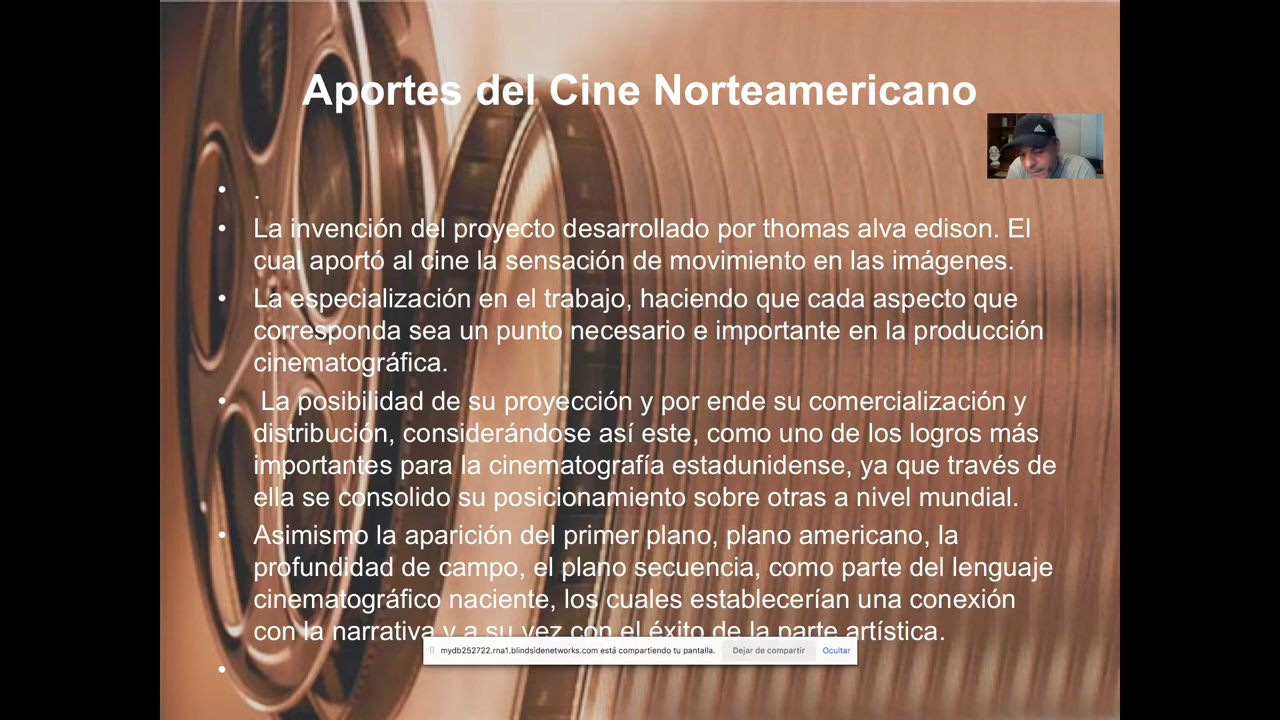 Aportes del Cine Norteamericano
• .
• La invención del proyecto desarrollado por thomas alva edison. El
cual aportó al cine la sensación de movimiento en las imágenes.
• La especialización en el trabajo, haciendo que cada aspecto que
corresponda sea un punto necesario e importante en la producción
cinematográfica.
• La posibilidad de su proyección y por ende su comercialización y
distribución, considerándose así este, como uno de los logros más
importantes para la cinematografía estadunidense, ya que través de
ella se consolido su posicionamiento sobre otras a nivel mundial.
• Asimismo la aparición del primer plano, plano americano, la
profundidad de campo, el plano secuencia, como parte del lenguaje
cinematográfico naciente, los cuales establecerían una conexión
con la narrativa y a su vez con el éxito de la parte artística.
mydb252722.rna1.blindsidenetworks.com está compartiendo tu pantalla. Dejar de compartir Ocultar
•